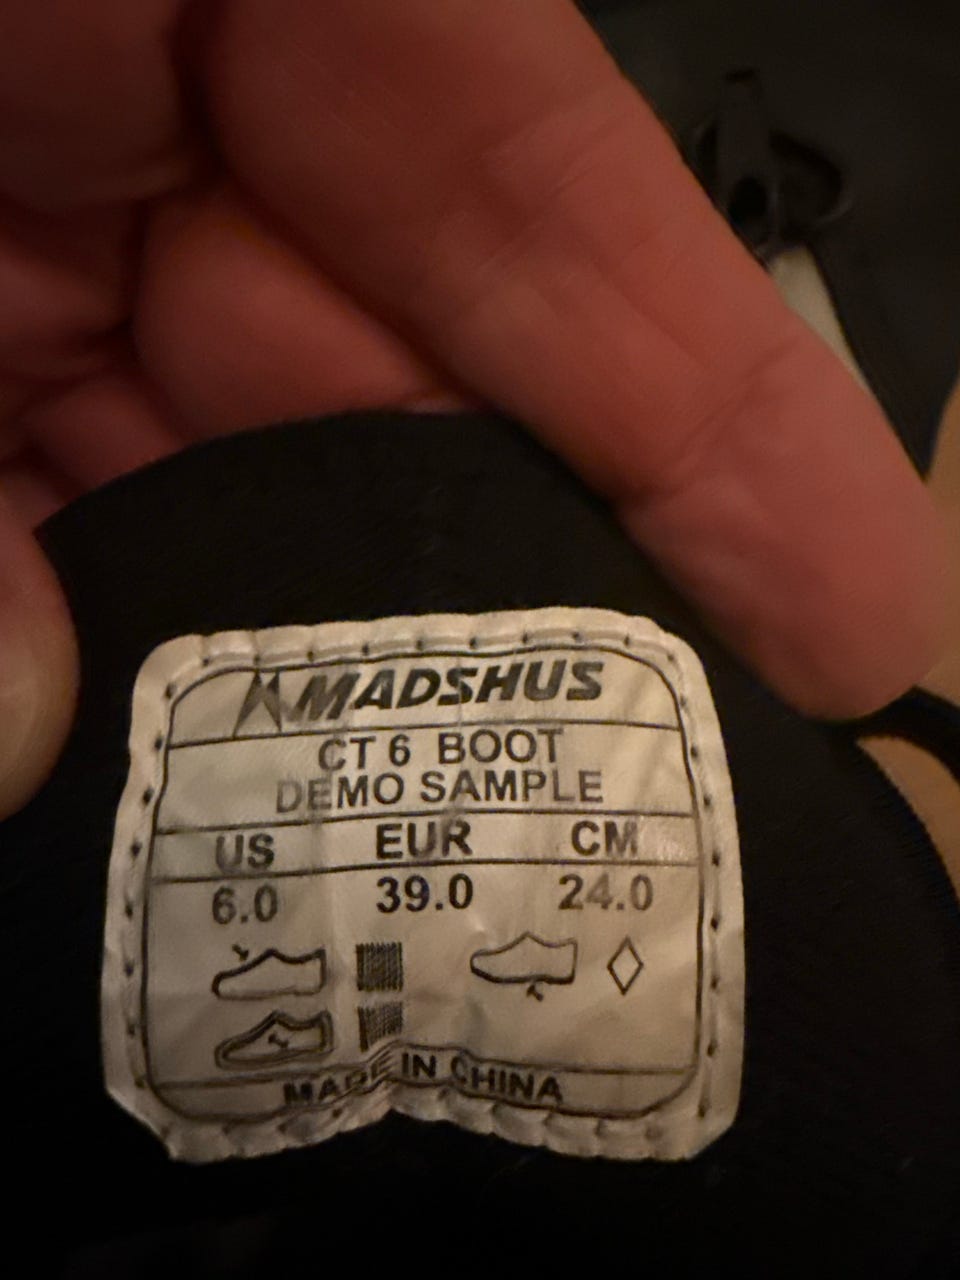 MADSHUS
CT 6 BOOT
DEMO SAMPLE
US EUR CM
6.0 39.0 24.0
MADE IN CHINA